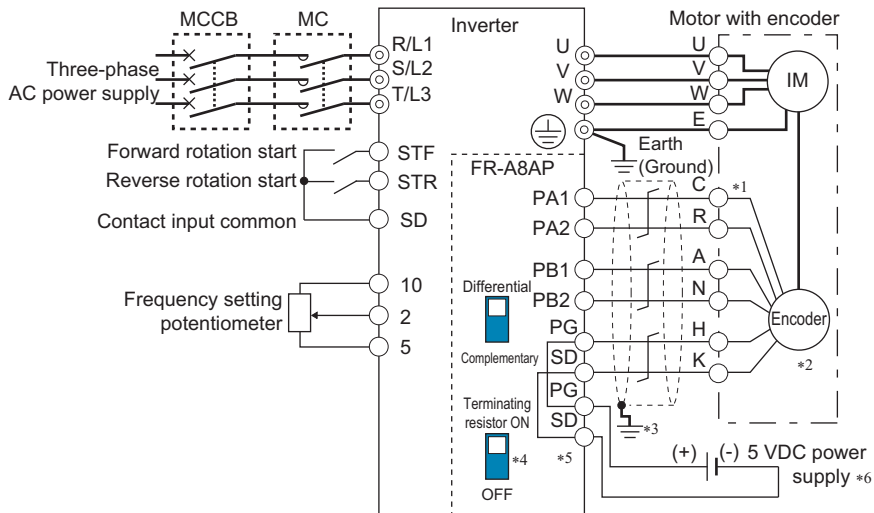 MCCB
MC
Inverter
Motor with encoder
Three-phase
AC power supply
R/L1
S/L2
T/L3
U
V
W
U
V
W
E
IM
Earth
(Ground)
Forward rotation start
Reverse rotation start
Contact input common
STF
STR
SD
FR-A8AP
PA1
PA2
PB1
PB2
PG
SD
PG
SD
C
R
A
N
H
K
*1
Encoder
*2
Frequency setting
potentiometer
10
2
5
Differential
Complementary
Terminating
resistor ON
*4
OFF
*5
*3
(+)
(-)
5 VDC power
supply *6